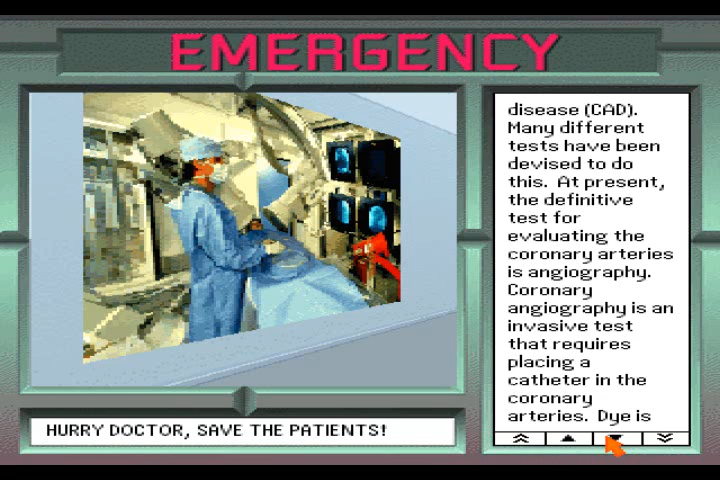 EMERGENCY
disease (CAD).
Many different
tests have been
devised to do
this. At present,
the definitive
test for
evaluating the
coronary arteries
is angiography.
Coronary
angiography is an
invasive test
that requires
placing a
catheter in the
coronary
arteries. Dye is
HURRY DOCTOR, SAVE THE PATIENTS!